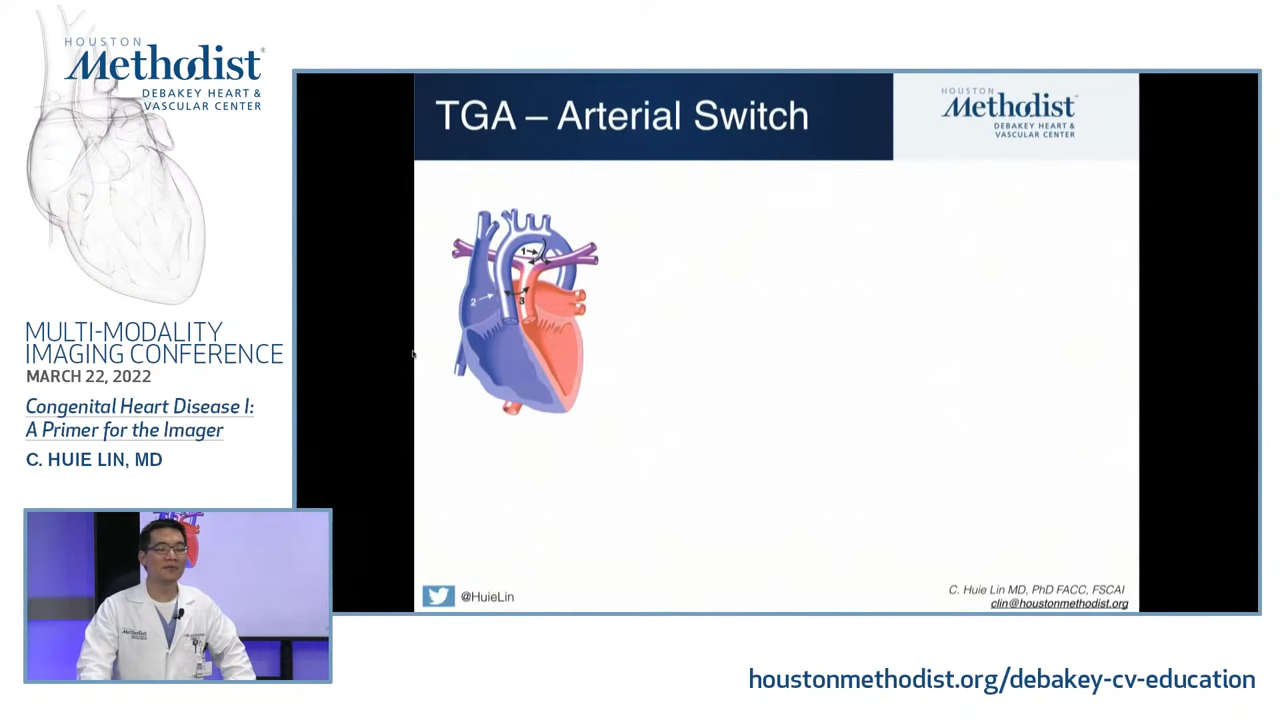 HOUSTON
Methodist®
DEBAKEY HEART &
VASCULAR CENTER
MULTI-MODALITY
IMAGING CONFERENCE
MARCH 22, 2022
Congenital Heart Disease I:
A Primer for the Imager
C. HUIE LIN, MD
TGA – Arterial Switch
HOUSTON
Methodist
DEBAKEY HEART &
VASCULAR CENTER
1
2
3
@HuieLin
C. Huie Lin MD, PhD FACC, FSCAI
clin@houstonmethodist.org
Methodist
houstonmethodist.org/debakey-cv-education